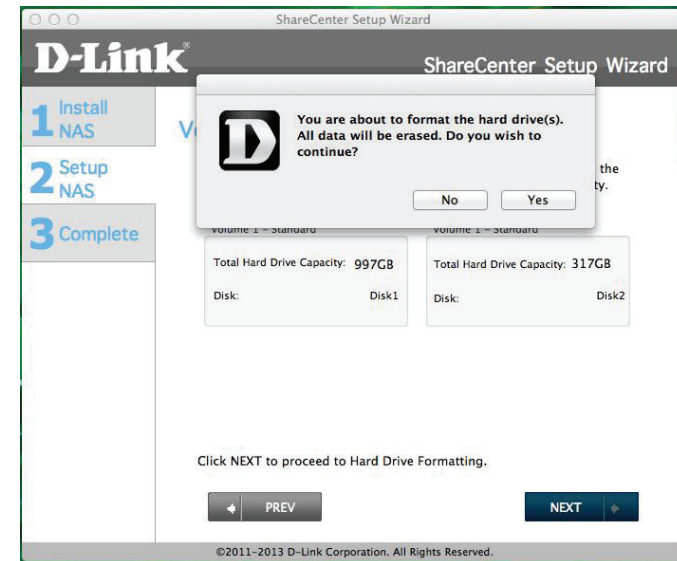 ShareCenter Setup Wizard
D-Link®
ShareCenter Setup Wizard
1 Install
NAS
2 Setup
NAS
3 Complete
You are about to format the hard drive(s).
All data will be erased. Do you wish to
continue?
No Yes
the
ty.
Volume 1 - Standard
Total Hard Drive Capacity: 997GB
Disk: Disk1
Volume 1 - Standard
Total Hard Drive Capacity: 317GB
Disk: Disk2
Click NEXT to proceed to Hard Drive Formatting.
PREV
NEXT
©2011-2013 D-Link Corporation. All Rights Reserved.